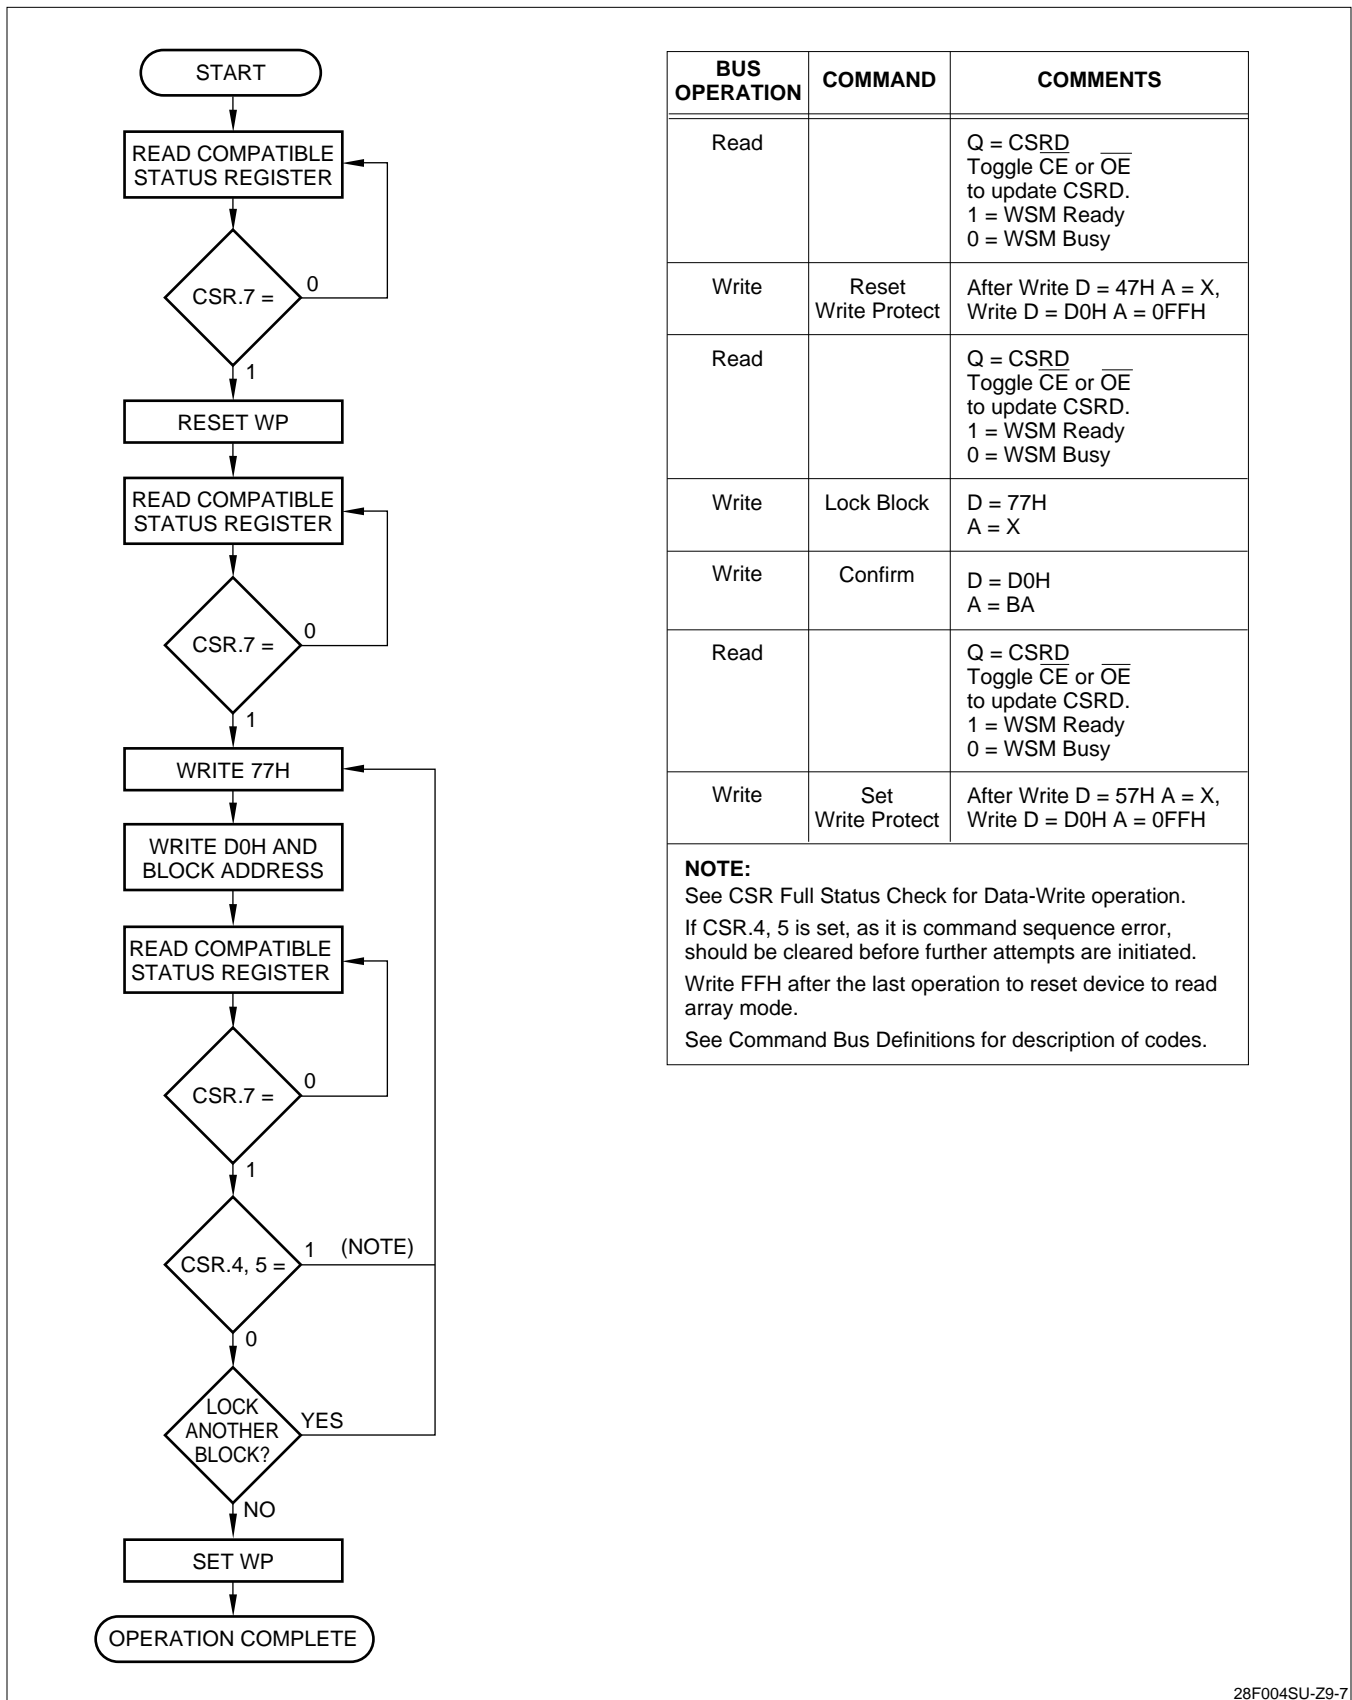 START
READ COMPATIBLE
STATUS REGISTER
CSR.7 =
0
1
RESET WP
READ COMPATIBLE
STATUS REGISTER
CSR.7 =
0
1
WRITE 77H
WRITE D0H AND
BLOCK ADDRESS
READ COMPATIBLE
STATUS REGISTER
CSR.7 =
0
1
CSR.4, 5 =
1 (NOTE)
0
LOCK
ANOTHER
BLOCK?
YES
NO
SET WP
OPERATION COMPLETE
BUS
OPERATION
COMMAND
COMMENTS
Read
Q = CSRD
Toggle C̅E̅ or O̅E̅
to update CSRD.
1 = WSM Ready
0 = WSM Busy
Write
Reset
Write Protect
After Write D = 47H A = X,
Write D = D0H A = 0FFH
Read
Q = CSRD
Toggle C̅E̅ or O̅E̅
to update CSRD.
1 = WSM Ready
0 = WSM Busy
Write
Lock Block
D = 77H
A = X
Write
Confirm
D = D0H
A = BA
Read
Q = CSRD
Toggle C̅E̅ or O̅E̅
to update CSRD.
1 = WSM Ready
0 = WSM Busy
Write
Set
Write Protect
After Write D = 57H A = X,
Write D = D0H A = 0FFH
NOTE:
See CSR Full Status Check for Data-Write operation.
If CSR.4, 5 is set, as it is command sequence error,
should be cleared before further attempts are initiated.
Write FFH after the last operation to reset device to read
array mode.
See Command Bus Definitions for description of codes.
28F004SU-Z9-7